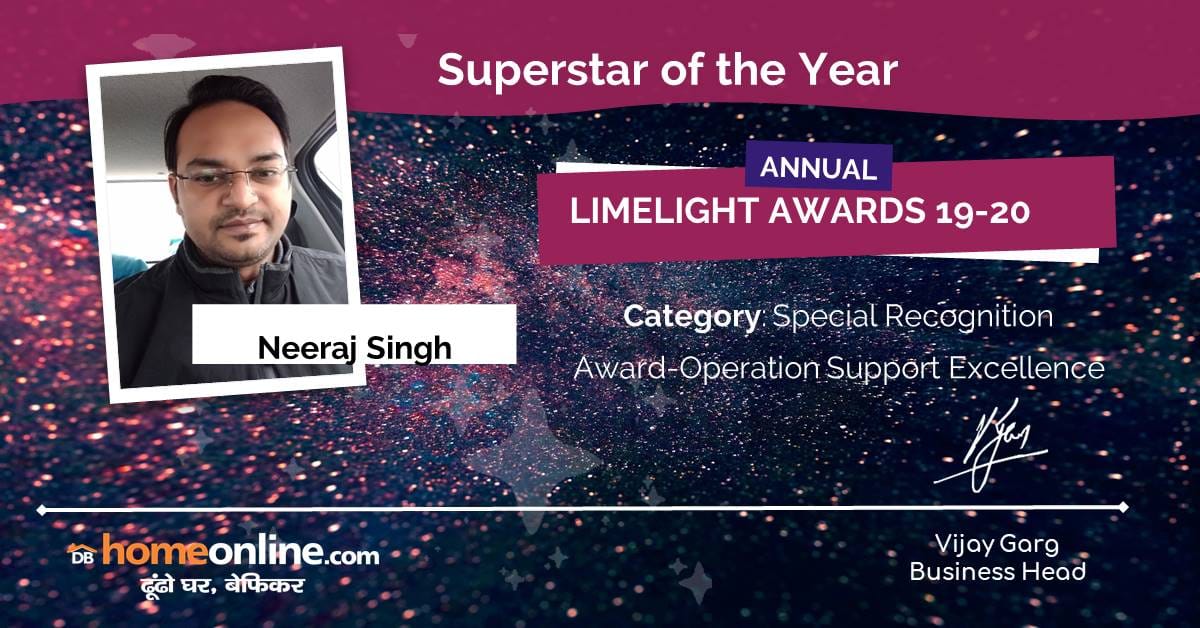 Superstar of the Year
ANNUAL
LIMELIGHT AWARDS 19-20
Neeraj Singh
Category: Special Recognition
Award-Operation Support Excellence
DB homeonline.com
ढूंढो घर, बेफिकर
Vijay Garg
Business Head